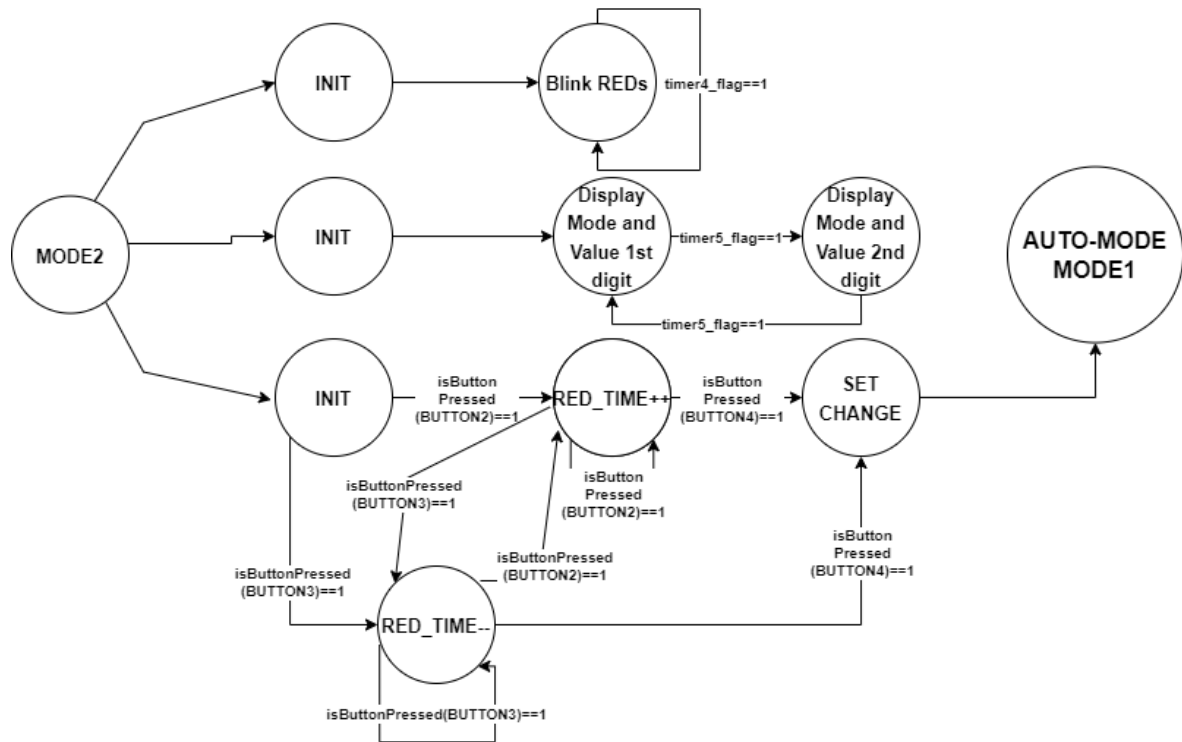 INIT
Blink REDs
timer4_flag==1
MODE2
INIT
Display
Mode and
Value 1st
digit
timer5_flag==1
Display
Mode and
Value 2nd
digit
timer5_flag==1
AUTO-MODE
MODE1
INIT
isButton
Pressed
(BUTTON2)==1
RED_TIME++
isButton
Pressed
(BUTTON4)==1
SET
CHANGE
isButtonPressed
(BUTTON3)==1
isButton
Pressed
(BUTTON2)==1
isButtonPressed
(BUTTON2)==1
isButton
Pressed
(BUTTON4)==1
isButtonPressed
(BUTTON3)==1
RED_TIME--
isButtonPressed(BUTTON3)==1